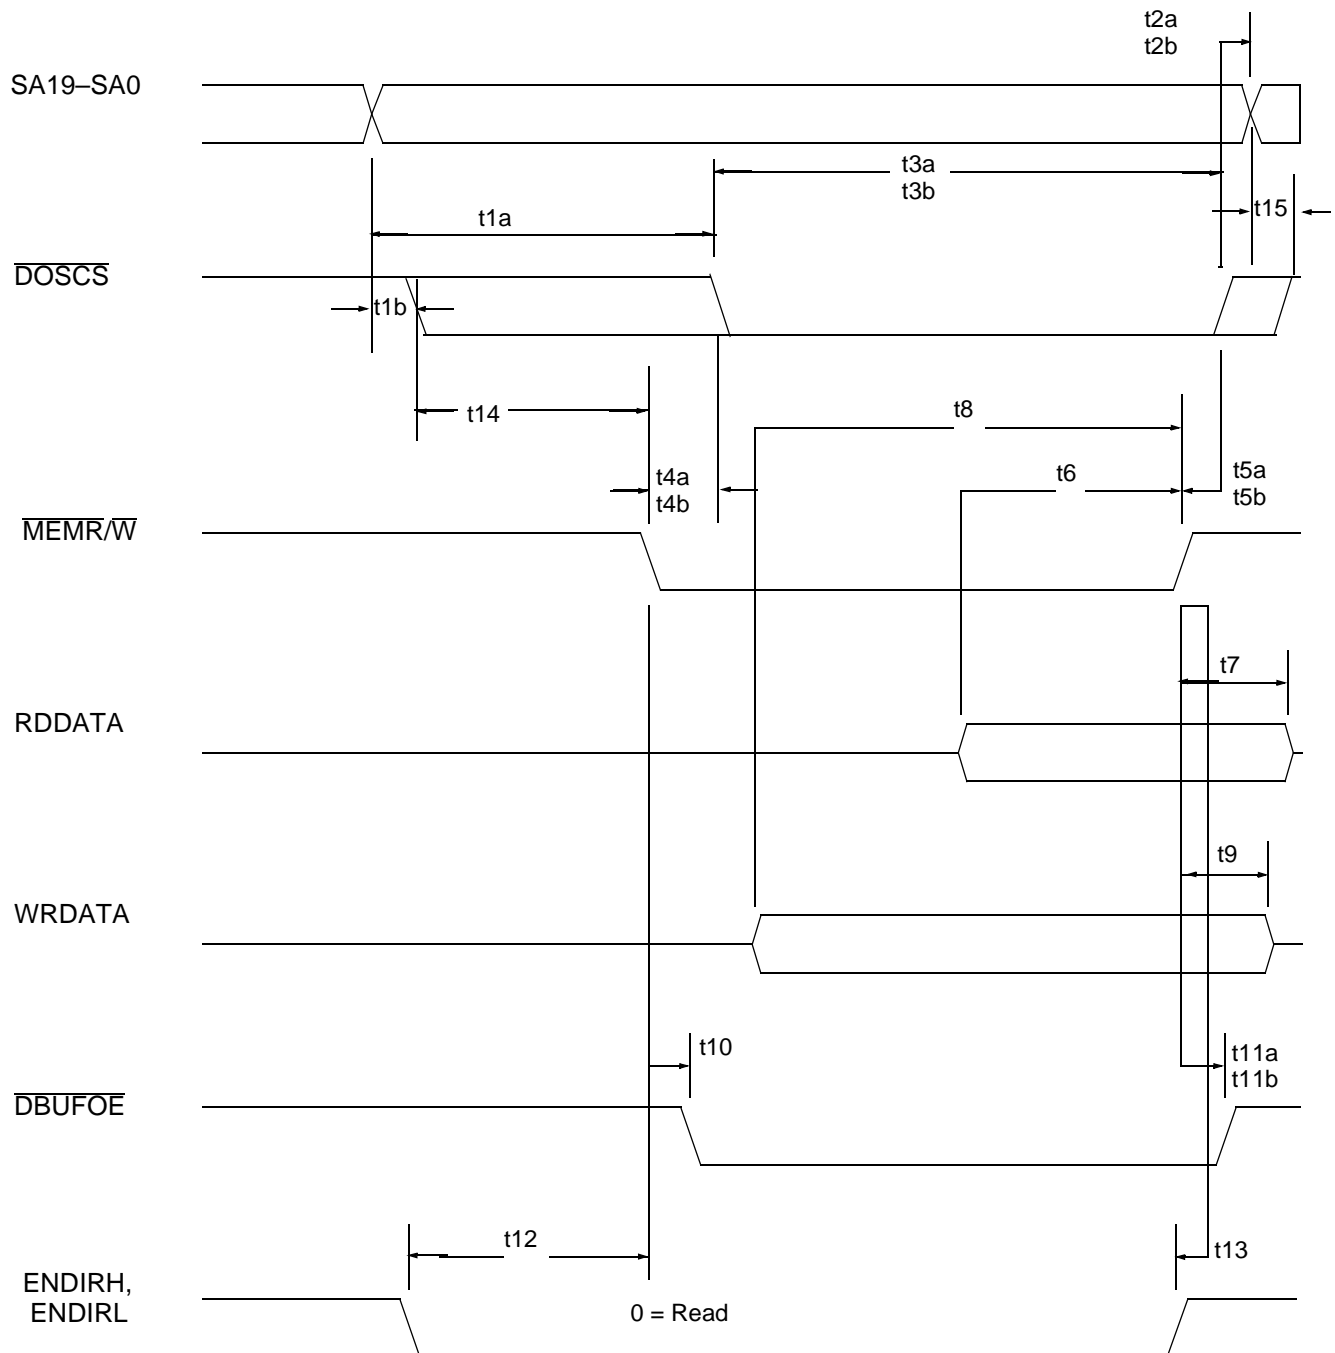 t2a
t2b
SA19–SA0
t3a
t3b
t15
t1a
DOSCS
t1b
t14
t8
t4a
t4b
t6
t5a
t5b
MEMR/W
t7
RDDATA
t9
WRDATA
t10
t11a
t11b
DBUFOE
t12
t13
ENDIRH,
ENDIRL
0 = Read